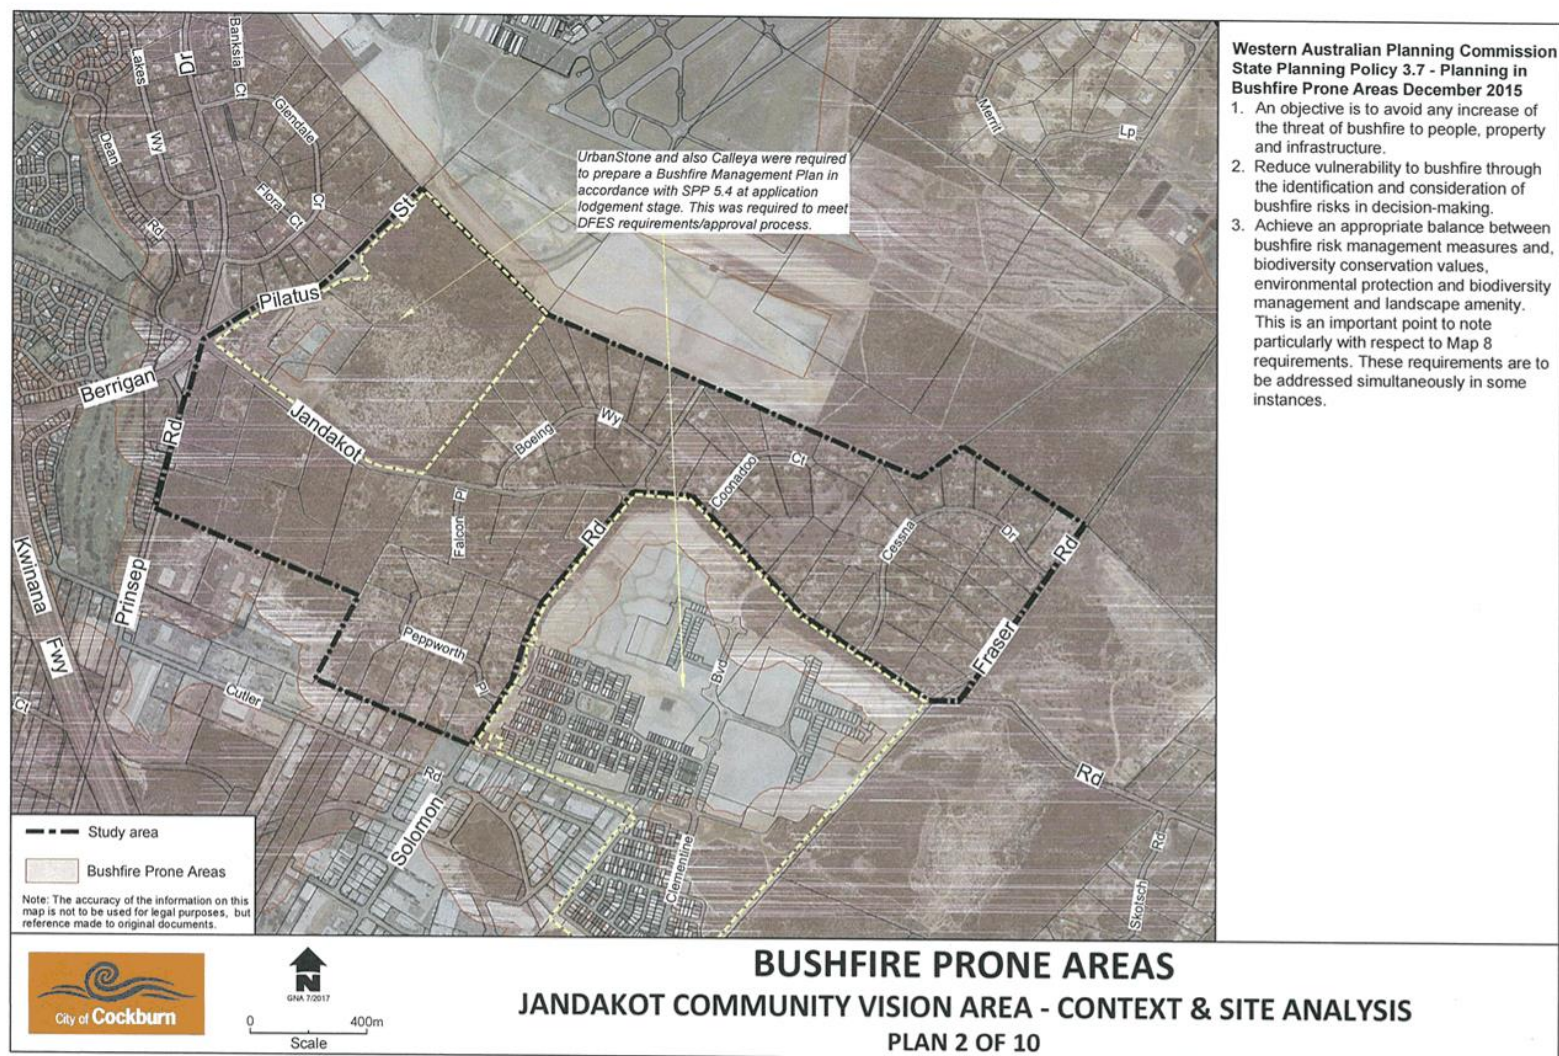 Western Australian Planning Commission
State Planning Policy 3.7 - Planning in
Bushfire Prone Areas December 2015
1. An objective is to avoid any increase of
the threat of bushfire to people, property
and infrastructure.
2. Reduce vulnerability to bushfire through
the identification and consideration of
bushfire risks in decision-making.
3. Achieve an appropriate balance between
bushfire risk management measures and,
biodiversity conservation values,
environmental protection and biodiversity
management and landscape amenity.
This is an important point to note
particularly with respect to Map 8
requirements. These requirements are to
be addressed simultaneously in some
instances.
UrbanStone and also Calleya were required
to prepare a Bushfire Management Plan in
accordance with SPP 5.4 at application
lodgement stage. This was required to meet
DFES requirements/approval process.
Lakes
Wy
Dr
Banksia
Ct
Glendale
Cr
Dean
Rd
Flora
Ct
Merrit
Lp
Pilatus
St
Berrigan
Rd
Jandakot
Boeing
Wy
Coonadoo
Ct
Falcon
Pl
Rd
Cessna
Dr
Rd
Fraser
Kwinana
Fwy
Prinsep
Peppworth
Pl
Ct
Cutler
Rd
Solomon
Bvd
Clementine
Rd
Rd
Skotsch
Study area
Bushfire Prone Areas
Note: The accuracy of the information on this
map is not to be used for legal purposes, but
reference made to original documents.
City of Cockburn
N
GNA 7/2017
0 400m
Scale
BUSHFIRE PRONE AREAS
JANDAKOT COMMUNITY VISION AREA - CONTEXT & SITE ANALYSIS
PLAN 2 OF 10